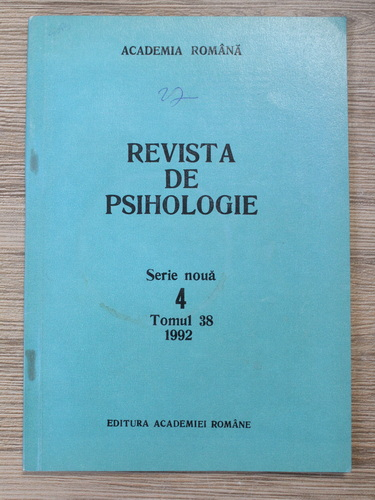 ACADEMIA ROMÂNĂ
REVISTA
DE
PSIHOLOGIE
Serie nouă
4
Tomul 38
1992
EDITURA ACADEMIEI ROMÂNE